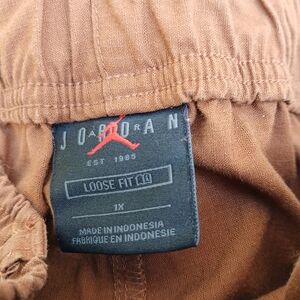 JORDAN
EST 1985
LOOSE FIT
1X
MADE IN INDONESIA
FABRIQUÉ EN INDONÉSIE